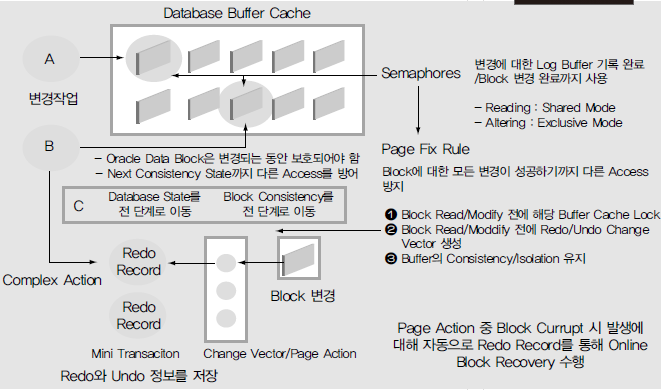 Database Buffer Cache
A
변경작업
Semaphores
변경에 대한 Log Buffer 기록 완료
/Block 변경 완료까지 사용
- Reading : Shared Mode
- Altering : Exclusive Mode
B
- Oracle Data Block은 변경되는 동안 보호되어야 함
- Next Consistency State까지 다른 Access를 방어
Page Fix Rule
Block에 대한 모든 변경이 성공하기까지 다른 Access
방지
C
Database State를
전 단계로 이동
Block Consistency를
전 단계로 이동
❶ Block Read/Modify 전에 해당 Buffer Cache Lock
❷ Block Read/Moddify 전에 Redo/Undo Change
Vector 생성
❸ Buffer의 Consistency/Isolation 유지
Complex Action
Redo
Record
Block 변경
Redo
Record
Mini Transaciton
Change Vector/Page Action
Redo와 Undo 정보를 저장
Page Action 중 Block Currupt 시 발생에
대해 자동으로 Redo Record를 통해 Online
Block Recovery 수행